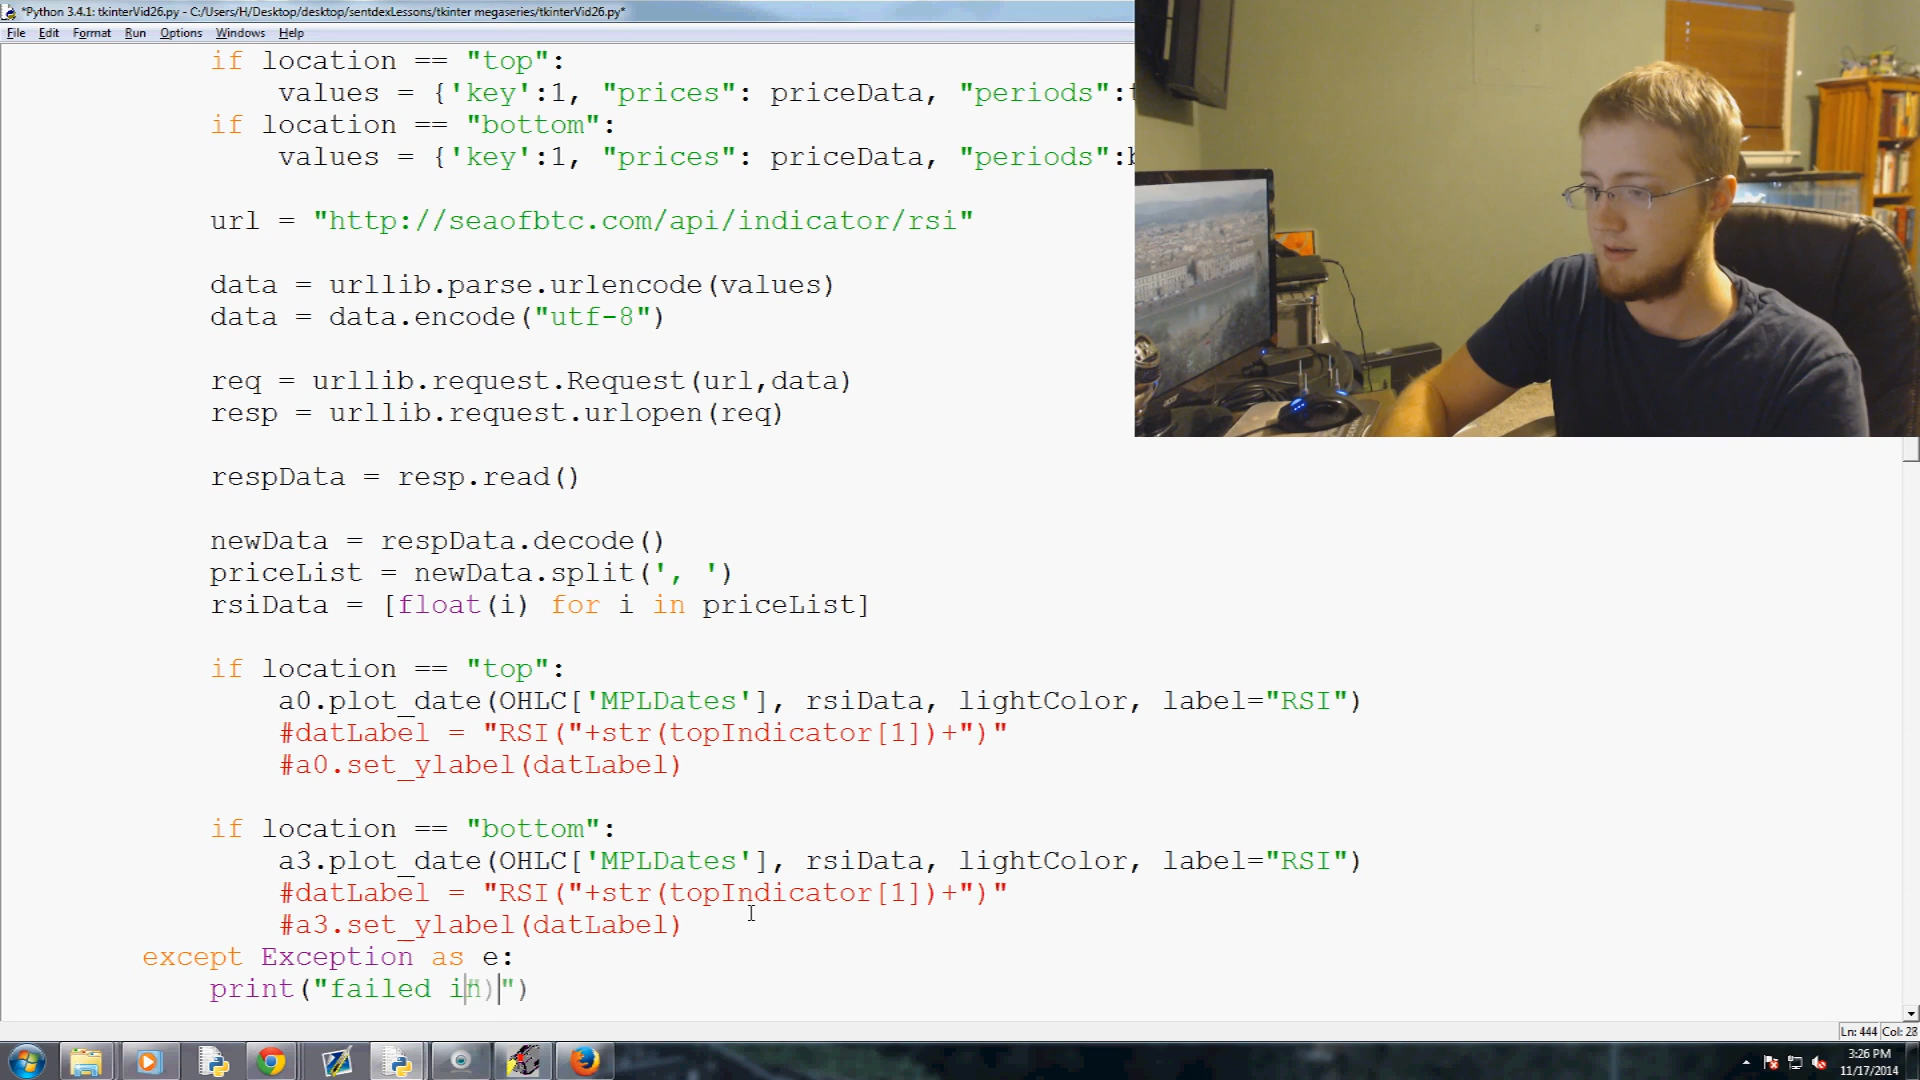 *Python 3.4.1: tkinterVid26.py - C:/Users/H/Desktop/desktop/sentdexLessons/tkinter megaseries/tkinterVid26.py*
File Edit Format Run Options Windows Help
if location == "top":
values = {'key':1, "prices": priceData, "periods":
if location == "bottom":
values = {'key':1, "prices": priceData, "periods":
url = "http://seaofbtc.com/api/indicator/rsi"
data = urllib.parse.urlencode(values)
data = data.encode("utf-8")
req = urllib.request.Request(url,data)
resp = urllib.request.urlopen(req)
respData = resp.read()
newData = respData.decode()
priceList = newData.split(', ')
rsiData = [float(i) for i in priceList]
if location == "top":
a0.plot_date(OHLC['MPLDates'], rsiData, lightColor, label="RSI")
#datLabel = "RSI("+str(topIndicator[1])+")"
#a0.set_ylabel(datLabel)
if location == "bottom":
a3.plot_date(OHLC['MPLDates'], rsiData, lightColor, label="RSI")
#datLabel = "RSI("+str(topIndicator[1])+")"
#a3.set_ylabel(datLabel)
except Exception as e:
print("failed in")
Ln: 444 Col: 28
3:26 PM
11/17/2014